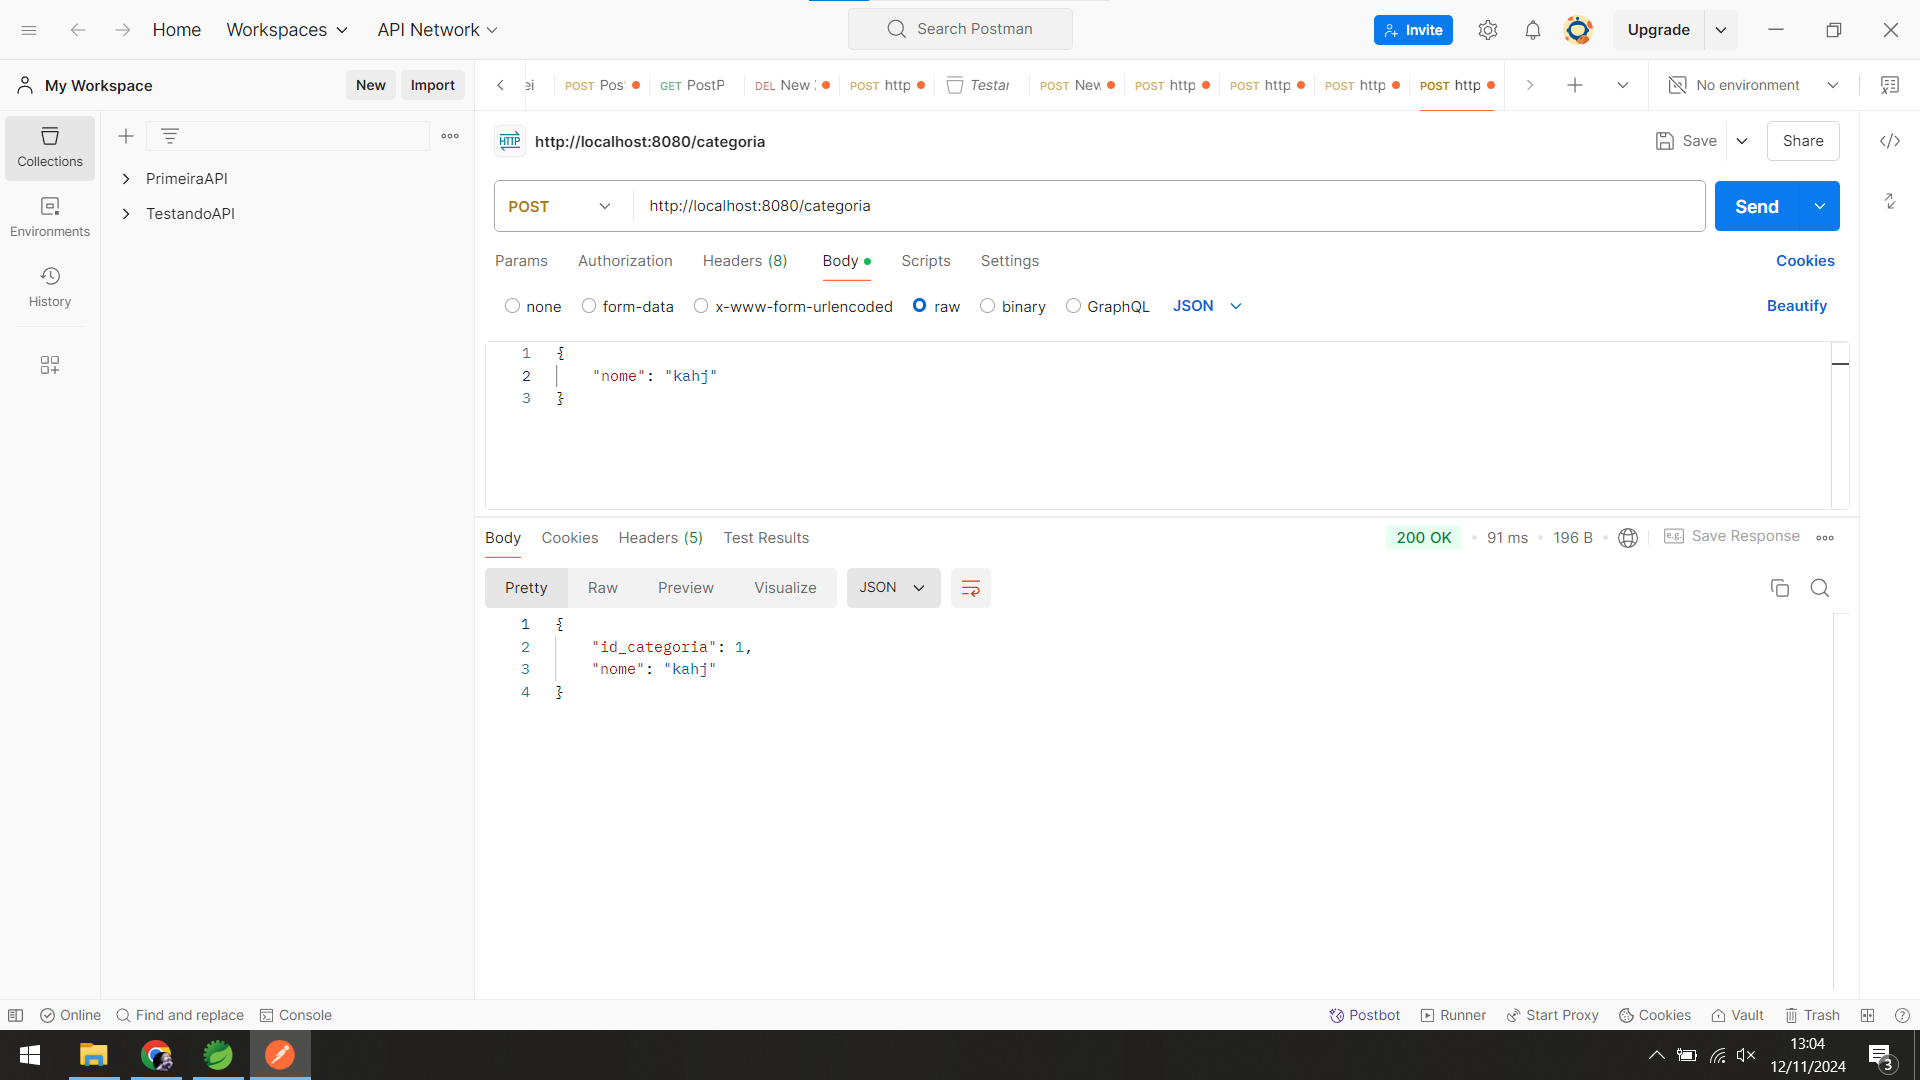 Home Workspaces API Network Search Postman Invite Upgrade
My Workspace New Import ei POST Pos GET PostP DEL New POST http Testar POST New POST http POST http POST http POST http No environment
Collections
Environments
History
PrimeiraAPI
TestandoAPI
HTTP http://localhost:8080/categoria Save Share
POST http://localhost:8080/categoria Send
Params Authorization Headers (8) Body Scripts Settings Cookies
none form-data x-www-form-urlencoded raw binary GraphQL JSON Beautify
1 {
2 "nome": "kahj"
3 }
Body Cookies Headers (5) Test Results 200 OK 91 ms 196 B e.g. Save Response
Pretty Raw Preview Visualize JSON
1 {
2 "id_categoria": 1,
3 "nome": "kahj"
4 }
Online Find and replace Console Postbot Runner Start Proxy Cookies Vault Trash
13:04
12/11/2024
3